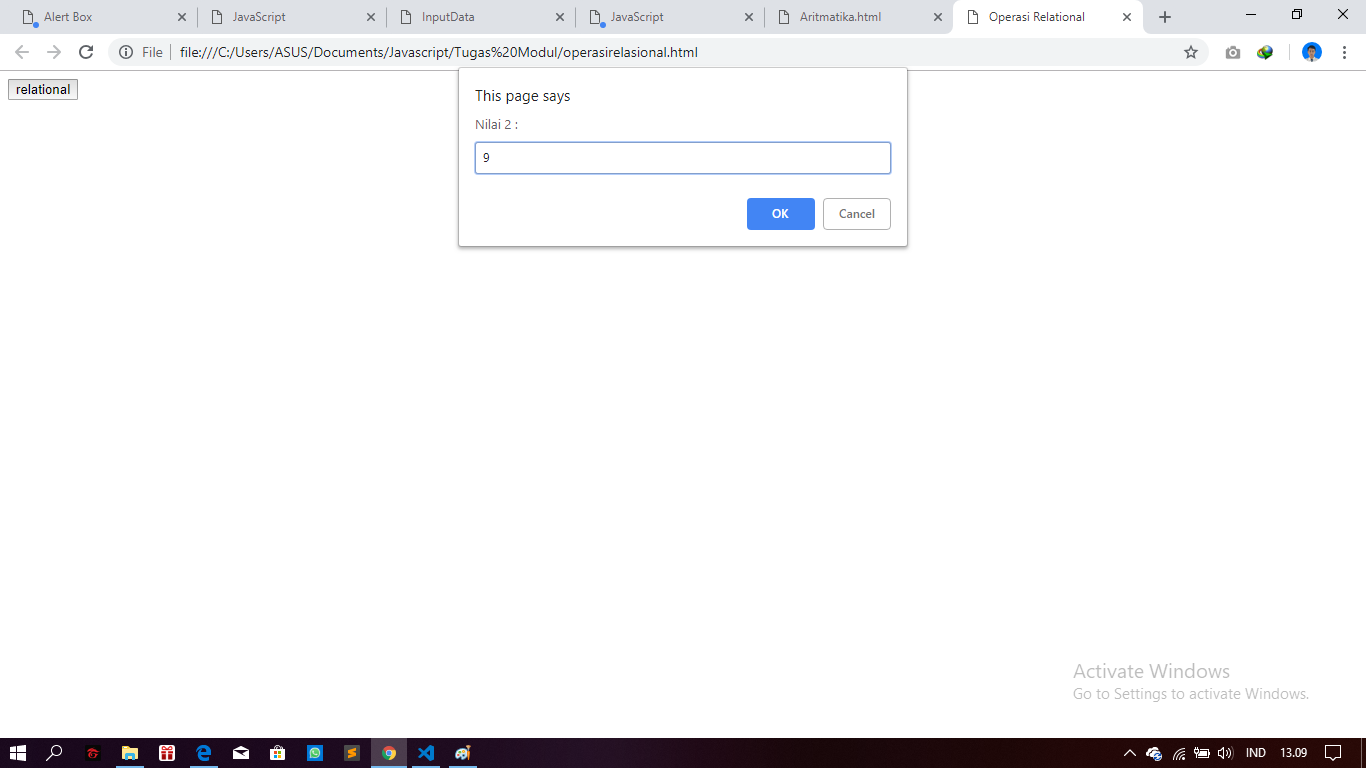 Alert Box
JavaScript
InputData
JavaScript
Aritmatika.html
Operasi Relational
File
file:///C:/Users/ASUS/Documents/Javascript/Tugas%20Modul/operasirelasional.html
relational
This page says
Nilai 2 :
9
OK
Cancel
Activate Windows
Go to Settings to activate Windows.
IND
13.09